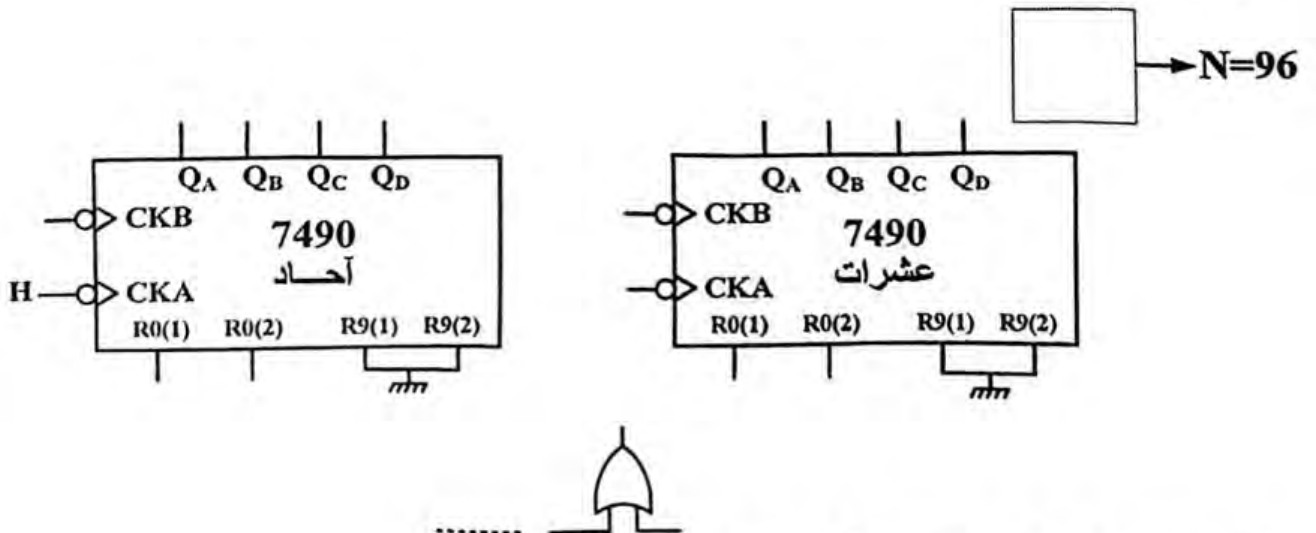 N=96
QA QB QC QD
CKB
7490
آحـــاد
H
CKA
R0(1) R0(2) R9(1) R9(2)
QA QB QC QD
CKB
7490
عشرات
CKA
R0(1) R0(2) R9(1) R9(2)